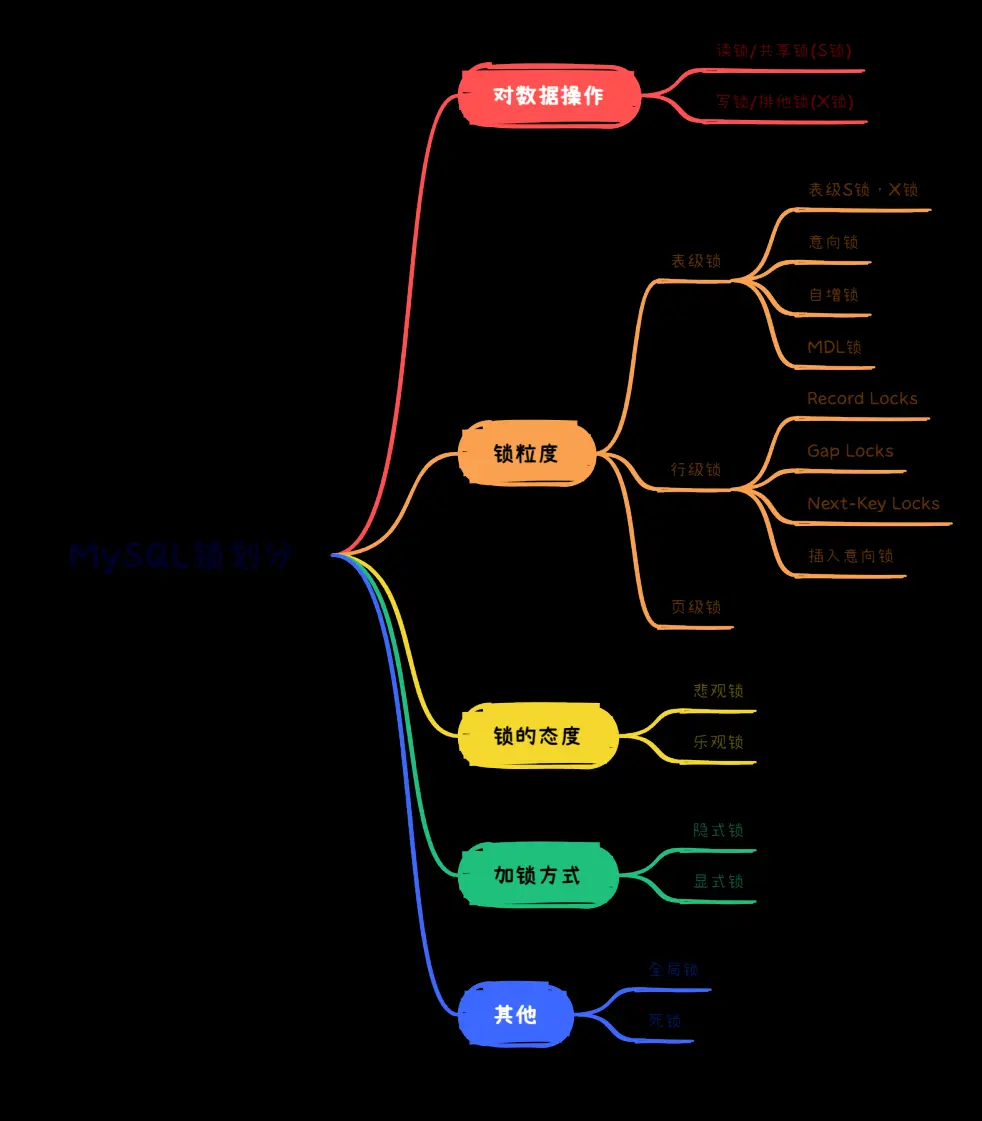 MySQL锁划分
对数据操作
读锁/共享锁(S锁)
写锁/排他锁(X锁)
锁粒度
表级锁
表级S锁·X锁
意向锁
自增锁
MDL锁
行级锁
Record Locks
Gap Locks
Next-Key Locks
插入意向锁
页级锁
锁的态度
悲观锁
乐观锁
加锁方式
隐式锁
显式锁
其他
全局锁
死锁